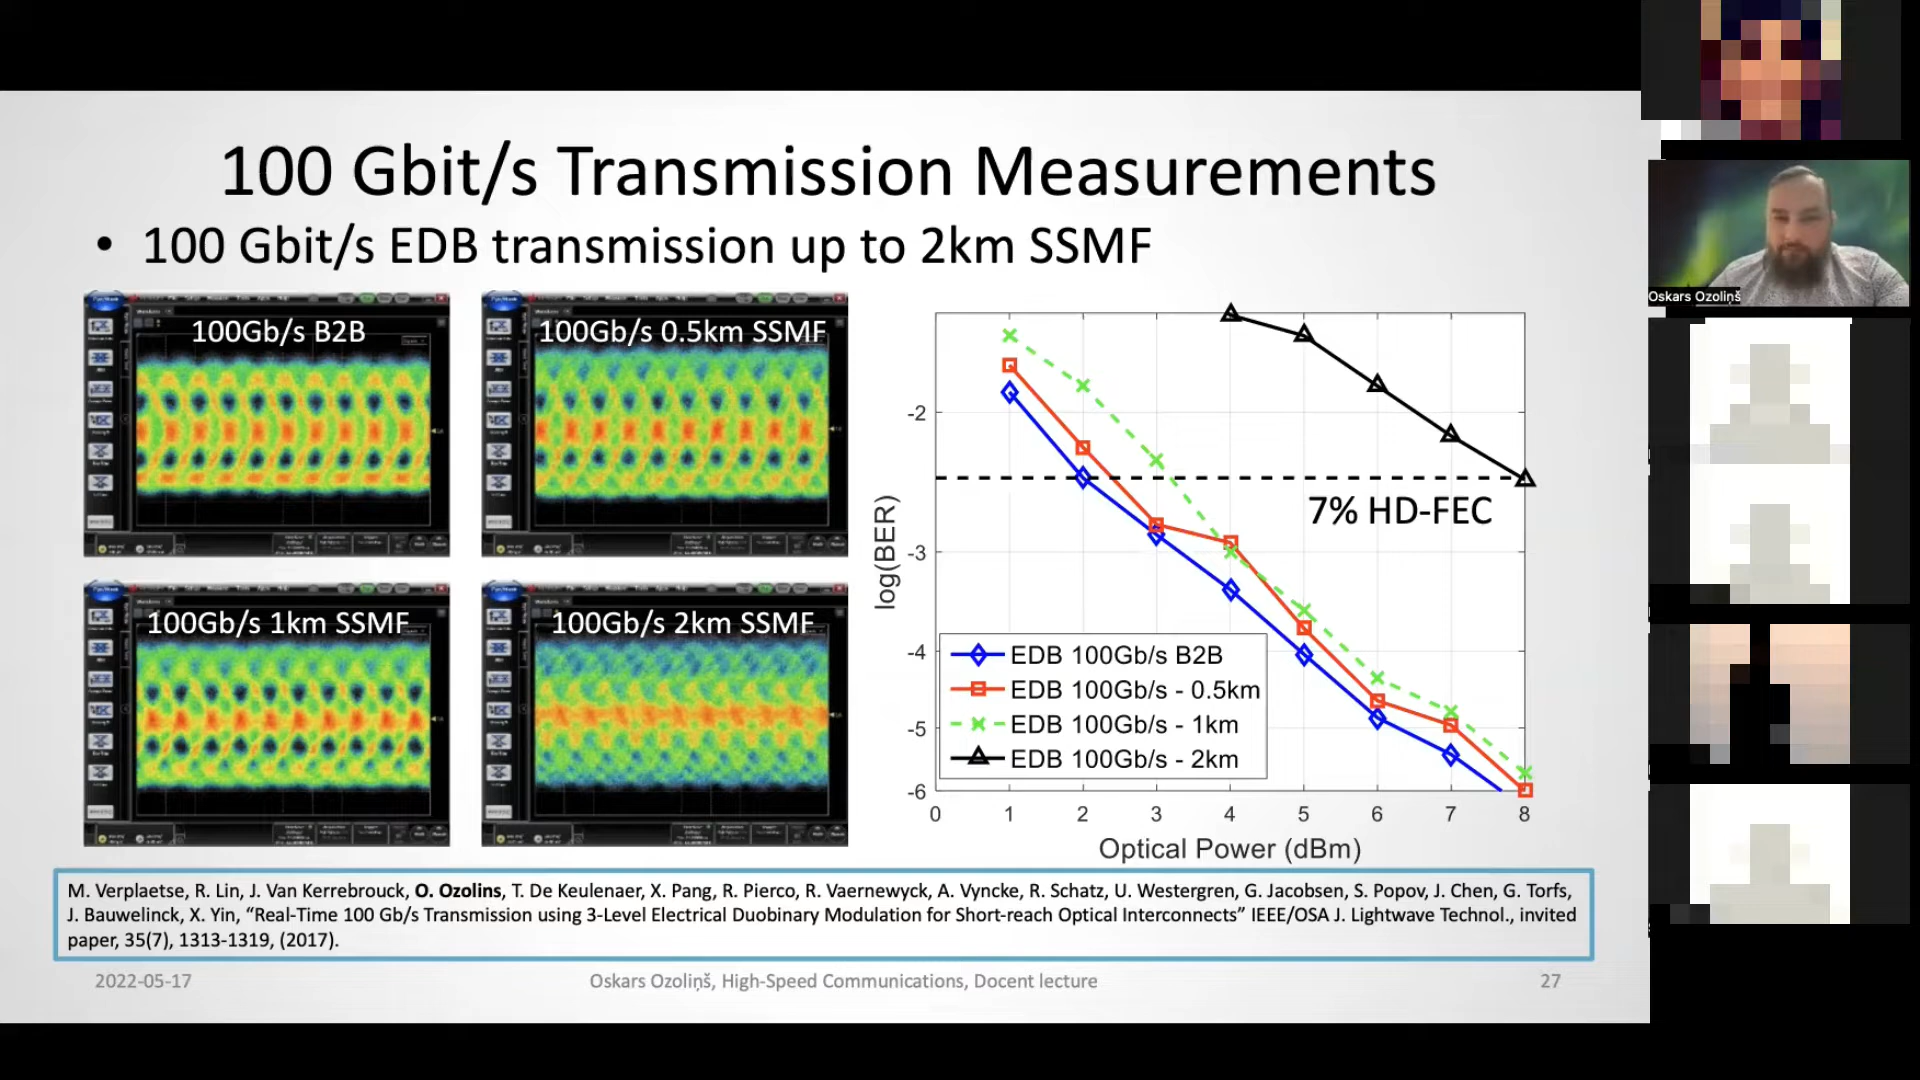 100 Gbit/s Transmission Measurements
• 100 Gbit/s EDB transmission up to 2km SSMF
100Gb/s B2B
100Gb/s 0.5km SSMF
100Gb/s 1km SSMF
100Gb/s 2km SSMF
log(BER)
-2
-3
-4
-5
-6
7% HD-FEC
EDB 100Gb/s B2B
EDB 100Gb/s - 0.5km
EDB 100Gb/s - 1km
EDB 100Gb/s - 2km
0 1 2 3 4 5 6 7 8
Optical Power (dBm)
M. Verplaetse, R. Lin, J. Van Kerrebrouck, O. Ozolins, T. De Keulenaer, X. Pang, R. Pierco, R. Vaernewyck, A. Vyncke, R. Schatz, U. Westergren, G. Jacobsen, S. Popov, J. Chen, G. Torfs,
J. Bauwelinck, X. Yin, “Real-Time 100 Gb/s Transmission using 3-Level Electrical Duobinary Modulation for Short-reach Optical Interconnects” IEEE/OSA J. Lightwave Technol., invited
paper, 35(7), 1313-1319, (2017).
2022-05-17
Oskars Ozoliņš, High-Speed Communications, Docent lecture
27
Oskars Ozoliņš